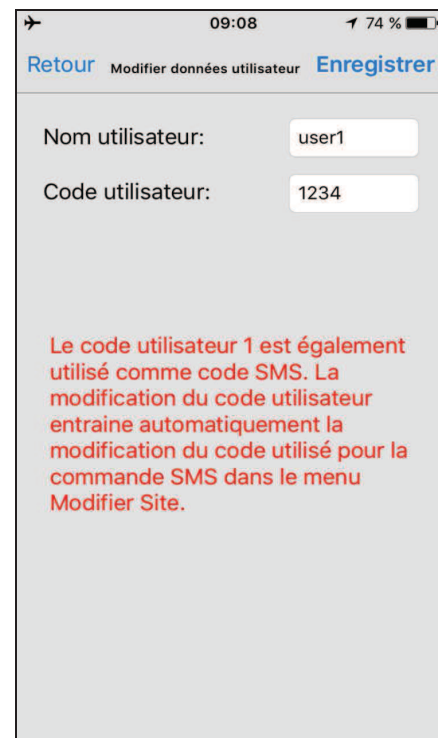 09:08 74 %
Retour Modifier données utilisateur Enregistrer
Nom utilisateur: user1
Code utilisateur: 1234
Le code utilisateur 1 est également
utilisé comme code SMS. La
modification du code utilisateur
entraine automatiquement la
modification du code utilisé pour la
commande SMS dans le menu
Modifier Site.